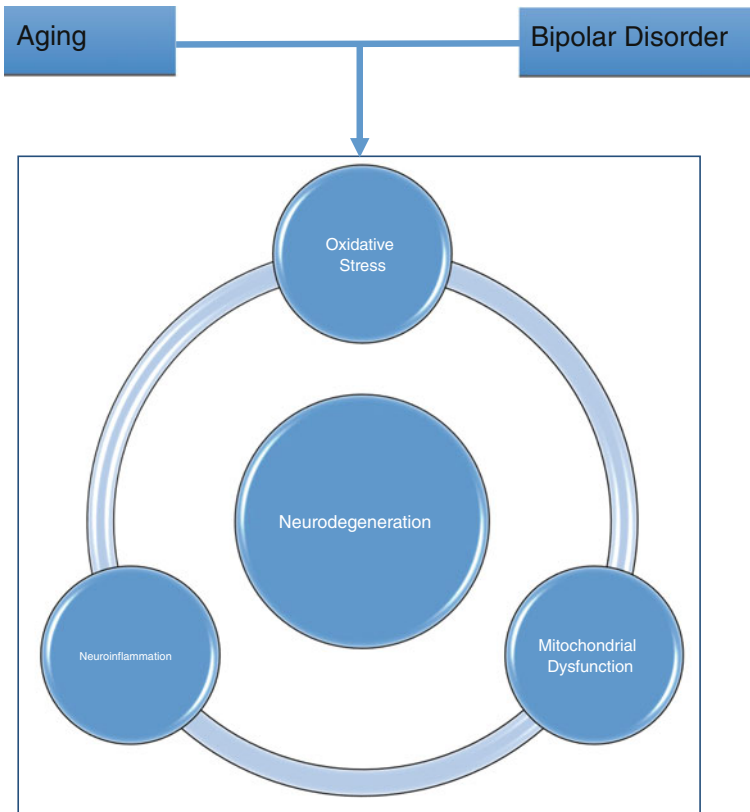 Aging
Bipolar Disorder
Oxidative
Stress
Neurodegeneration
Neuroinflammation
Mitochondrial
Dysfunction